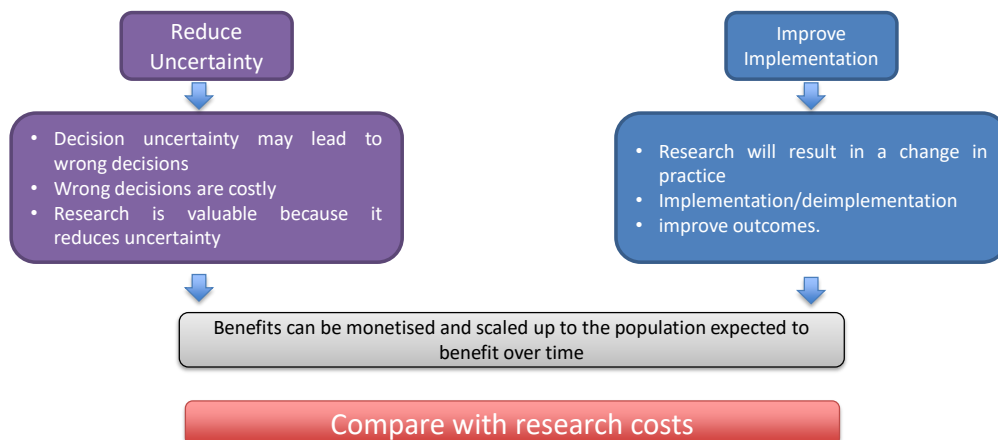 Reduce
Uncertainty
Improve
Implementation
• Decision uncertainty may lead to
wrong decisions
• Wrong decisions are costly
• Research is valuable because it
reduces uncertainty
• Research will result in a change in
practice
• Implementation/deimplementation
• improve outcomes.
Benefits can be monetised and scaled up to the population expected to
benefit over time
Compare with research costs